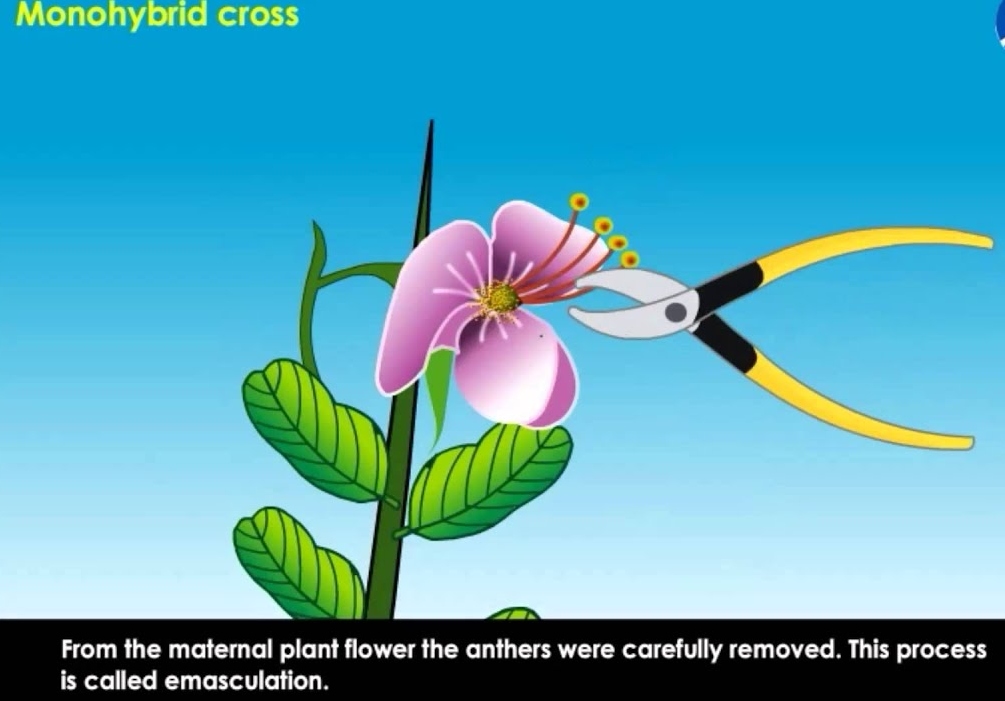 Monohybrid cross
From the maternal plant flower the anthers were carefully removed. This process
is called emasculation.